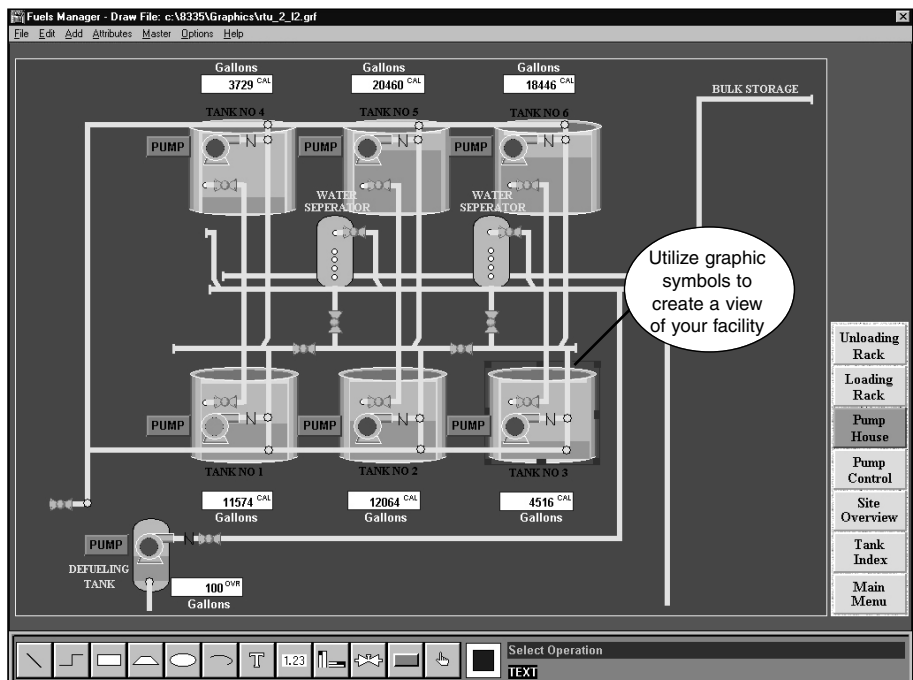 Fuels Manager - Draw File: c:\8335\Graphics\rtu_2_l2.grf
File Edit Add Attributes Master Options Help
Gallons
3729 CAL
TANK NO 4
Gallons
20460 CAL
TANK NO 5
Gallons
18446 CAL
TANK NO 6
BULK STORAGE
PUMP
PUMP
PUMP
WATER
SEPERATOR
WATER
SEPERATOR
Utilize graphic
symbols to
create a view
of your facility
PUMP
PUMP
PUMP
TANK NO 1
11574 CAL
Gallons
TANK NO 2
12064 CAL
Gallons
TANK NO 3
4516 CAL
Gallons
PUMP
DEFUELING
TANK
100 OVR
Gallons
Unloading
Rack
Loading
Rack
Pump
House
Pump
Control
Site
Overview
Tank
Index
Main
Menu
T
1.23
Select Operation
TEXT